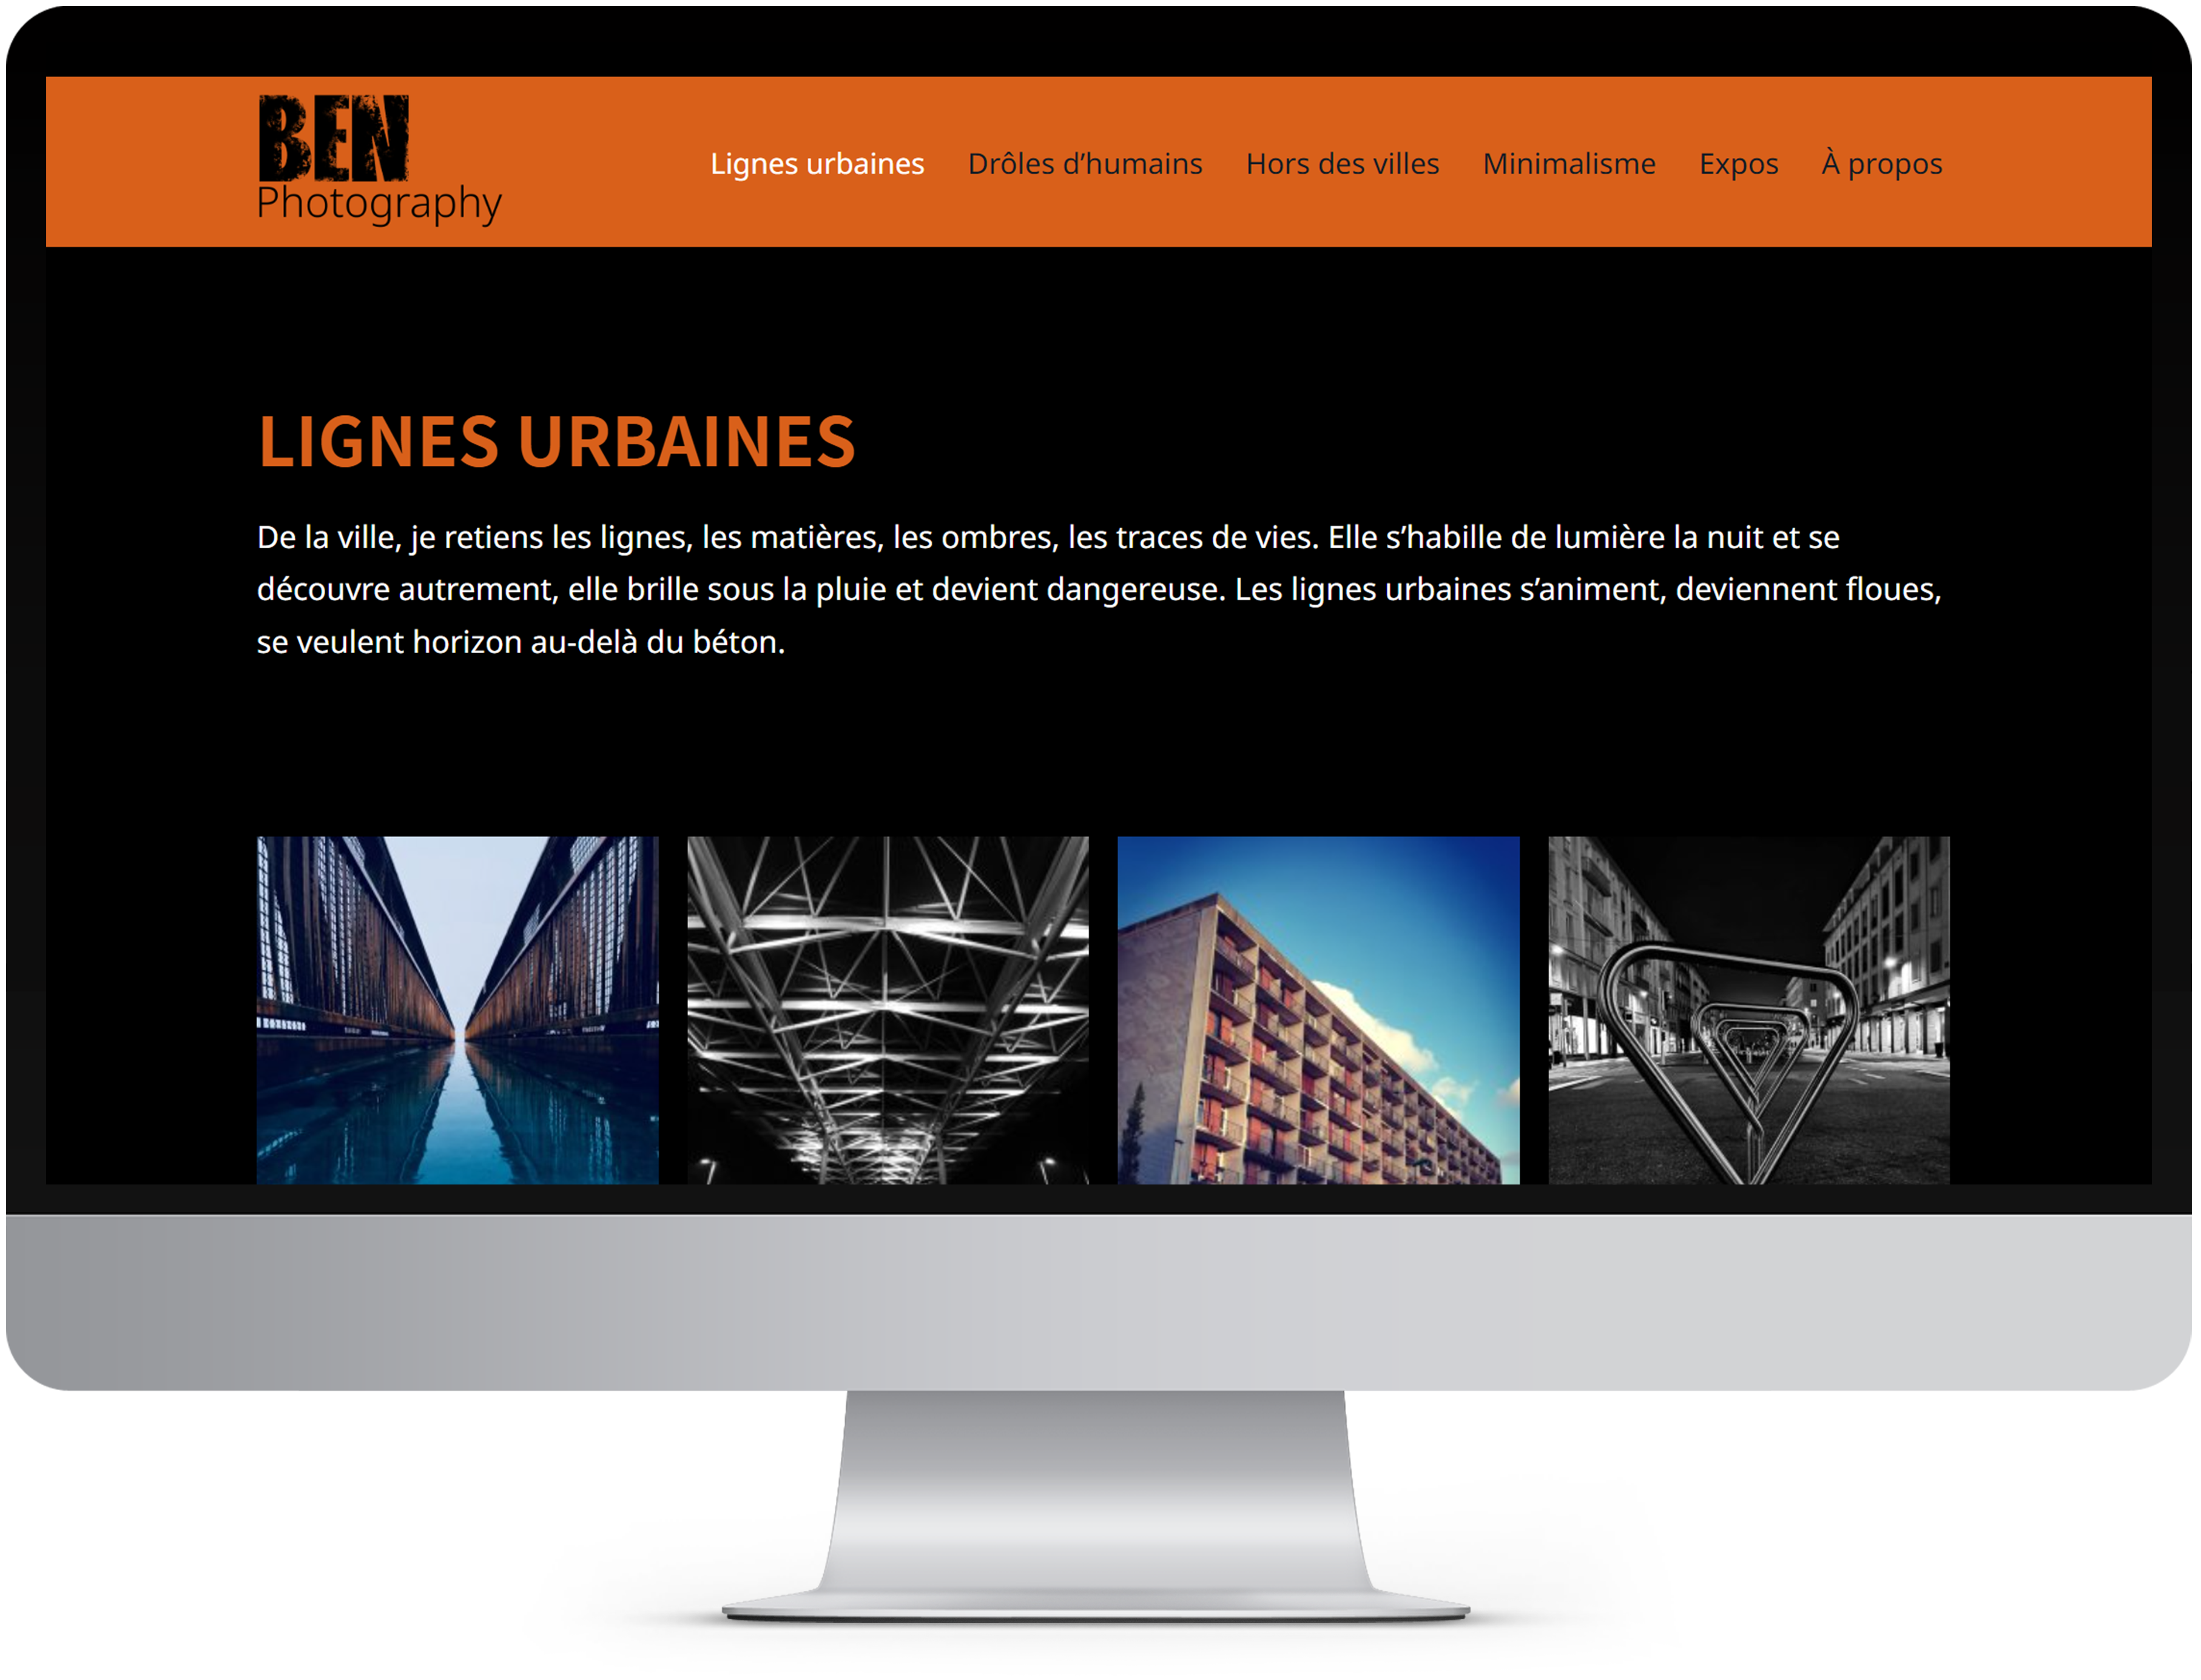 BEN
Photography
Lignes urbaines Drôles d’humains Hors des villes Minimalisme Expos À propos
LIGNES URBAINES
De la ville, je retiens les lignes, les matières, les ombres, les traces de vies. Elle s’habille de lumière la nuit et se
découvre autrement, elle brille sous la pluie et devient dangereuse. Les lignes urbaines s’animent, deviennent floues,
se veulent horizon au-delà du béton.